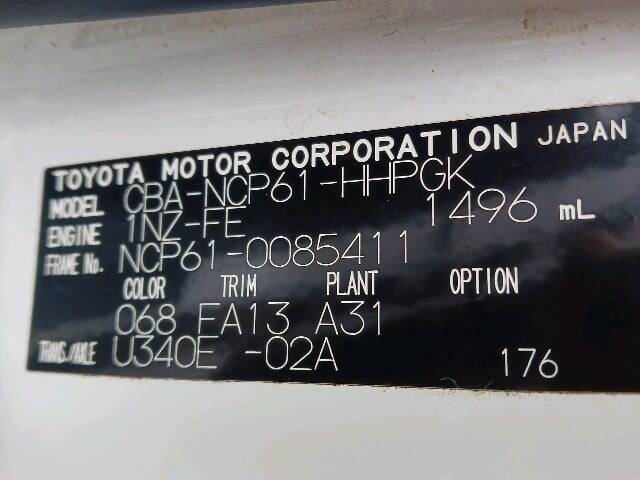 TOYOTA MOTOR CORPORATION JAPAN
MODEL CBA-NCP61-HHPGK
ENGINE 1NZ-FE 1496 mL
FRAME No. NCP61-0085411
COLOR TRIM PLANT OPTION
068 FA13 A31
TRANS./AXLE U340E -02A 176